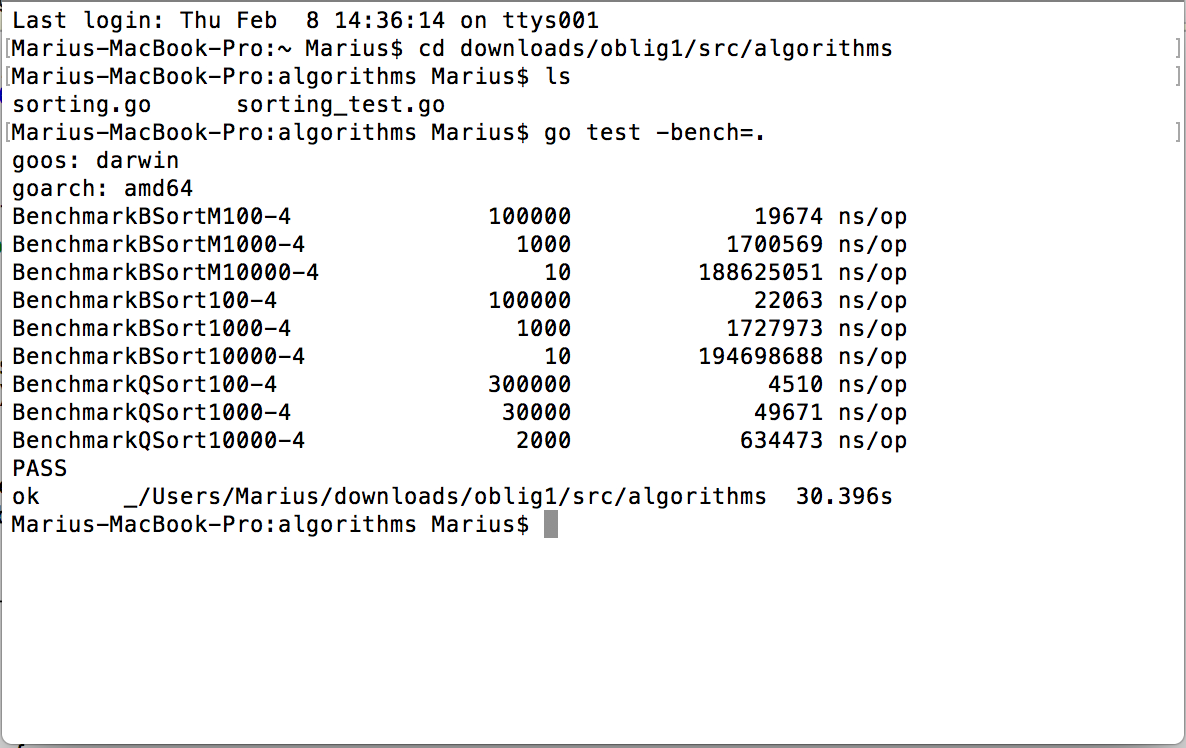 Last login: Thu Feb  8 14:36:14 on ttys001
[Marius-MacBook-Pro:~ Marius$ cd downloads/oblig1/src/algorithms ]
[Marius-MacBook-Pro:algorithms Marius$ ls ]
sorting.go      sorting_test.go
[Marius-MacBook-Pro:algorithms Marius$ go test -bench=. ]
goos: darwin
goarch: amd64
BenchmarkBSortM100-4              100000             19674 ns/op
BenchmarkBSortM1000-4               1000           1700569 ns/op
BenchmarkBSortM10000-4                10         188625051 ns/op
BenchmarkBSort100-4               100000             22063 ns/op
BenchmarkBSort1000-4                1000           1727973 ns/op
BenchmarkBSort10000-4                 10         194698688 ns/op
BenchmarkQSort100-4               300000              4510 ns/op
BenchmarkQSort1000-4               30000             49671 ns/op
BenchmarkQSort10000-4               2000            634473 ns/op
PASS
ok      _/Users/Marius/downloads/oblig1/src/algorithms  30.396s
Marius-MacBook-Pro:algorithms Marius$